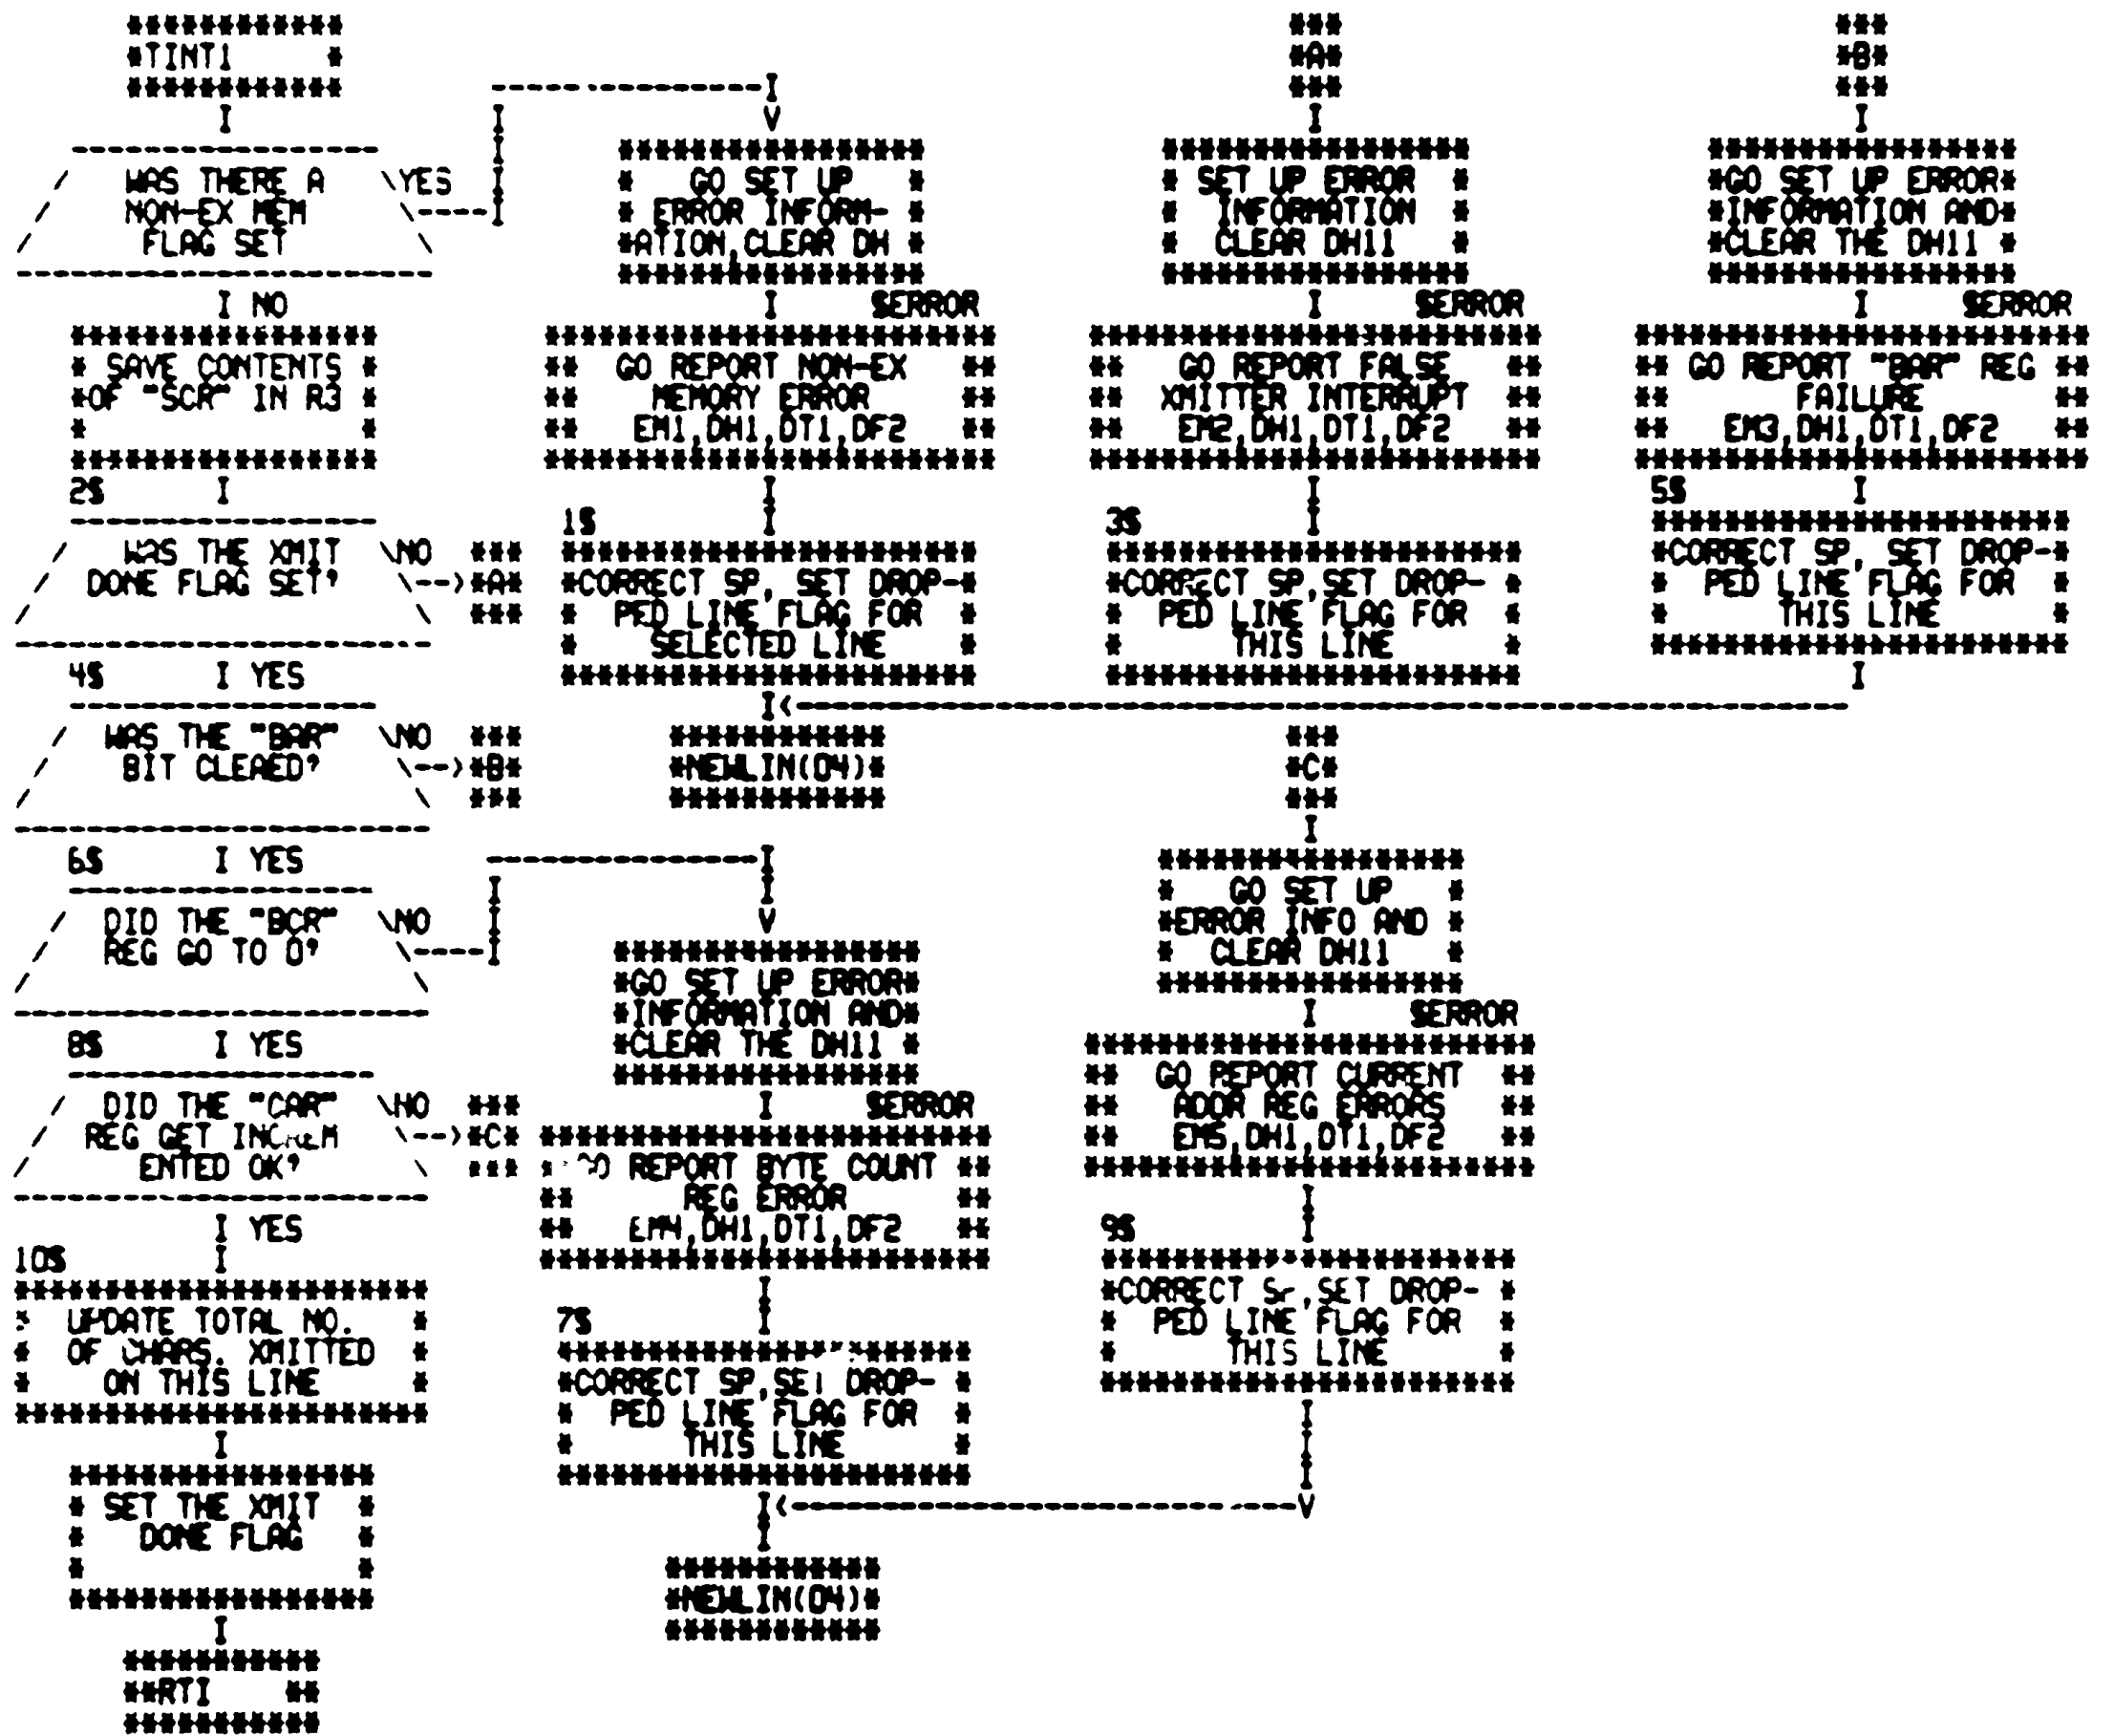 TINT1
WAS THERE A
NON-EX MEM
FLAG SET
YES
NO
SAVE CONTENTS
OF "SCR" IN R3
2$
WAS THE XMIT
DONE FLAG SET?
NO
A
YES
4$
WAS THE "BAR"
BIT CLEAED?
NO
B
YES
6$
DID THE "BCR"
REG GO TO 0?
NO
YES
8$
DID THE "CAR"
REG GET INCREM
ENTED OK?
NO
C
YES
10$
UPDATE TOTAL NO.
OF CHARS. XMITTED
ON THIS LINE
SET THE XMIT
DONE FLAG
RTI
GO SET UP
ERROR INFORM-
ATION,CLEAR DH
$ERROR
GO REPORT NON-EX
MEMORY ERROR
EM1,DH1,DT1,DF2
1$
CORRECT SP, SET DROP-
PED LINE FLAG FOR
SELECTED LINE
NEWLIN(04)
GO SET UP ERROR
INFORMATION AND
CLEAR THE DH11
$ERROR
GO REPORT BYTE COUNT
REG ERROR
EM4,DH1,DT1,DF2
7$
CORRECT SP,SET DROP-
PED LINE FLAG FOR
THIS LINE
NEWLIN(04)
A
SET UP ERROR
INFORMATION
CLEAR DH11
$ERROR
GO REPORT FALSE
XMITTER INTERRUPT
EM2,DH1,DT1,DF2
3$
CORRECT SP,SET DROP-
PED LINE FLAG FOR
THIS LINE
C
GO SET UP
ERROR INFO AND
CLEAR DH11
$ERROR
GO REPORT CURRENT
ADDR REG ERRORS
EM5,DH1,DT1,DF2
9$
CORRECT SP,SET DROP-
PED LINE FLAG FOR
THIS LINE
B
GO SET UP ERROR
INFORMATION AND
CLEAR THE DH11
$ERROR
GO REPORT "BAR" REG
FAILURE
EM3,DH1,DT1,DF2
5$
CORRECT SP, SET DROP-
PED LINE FLAG FOR
THIS LINE